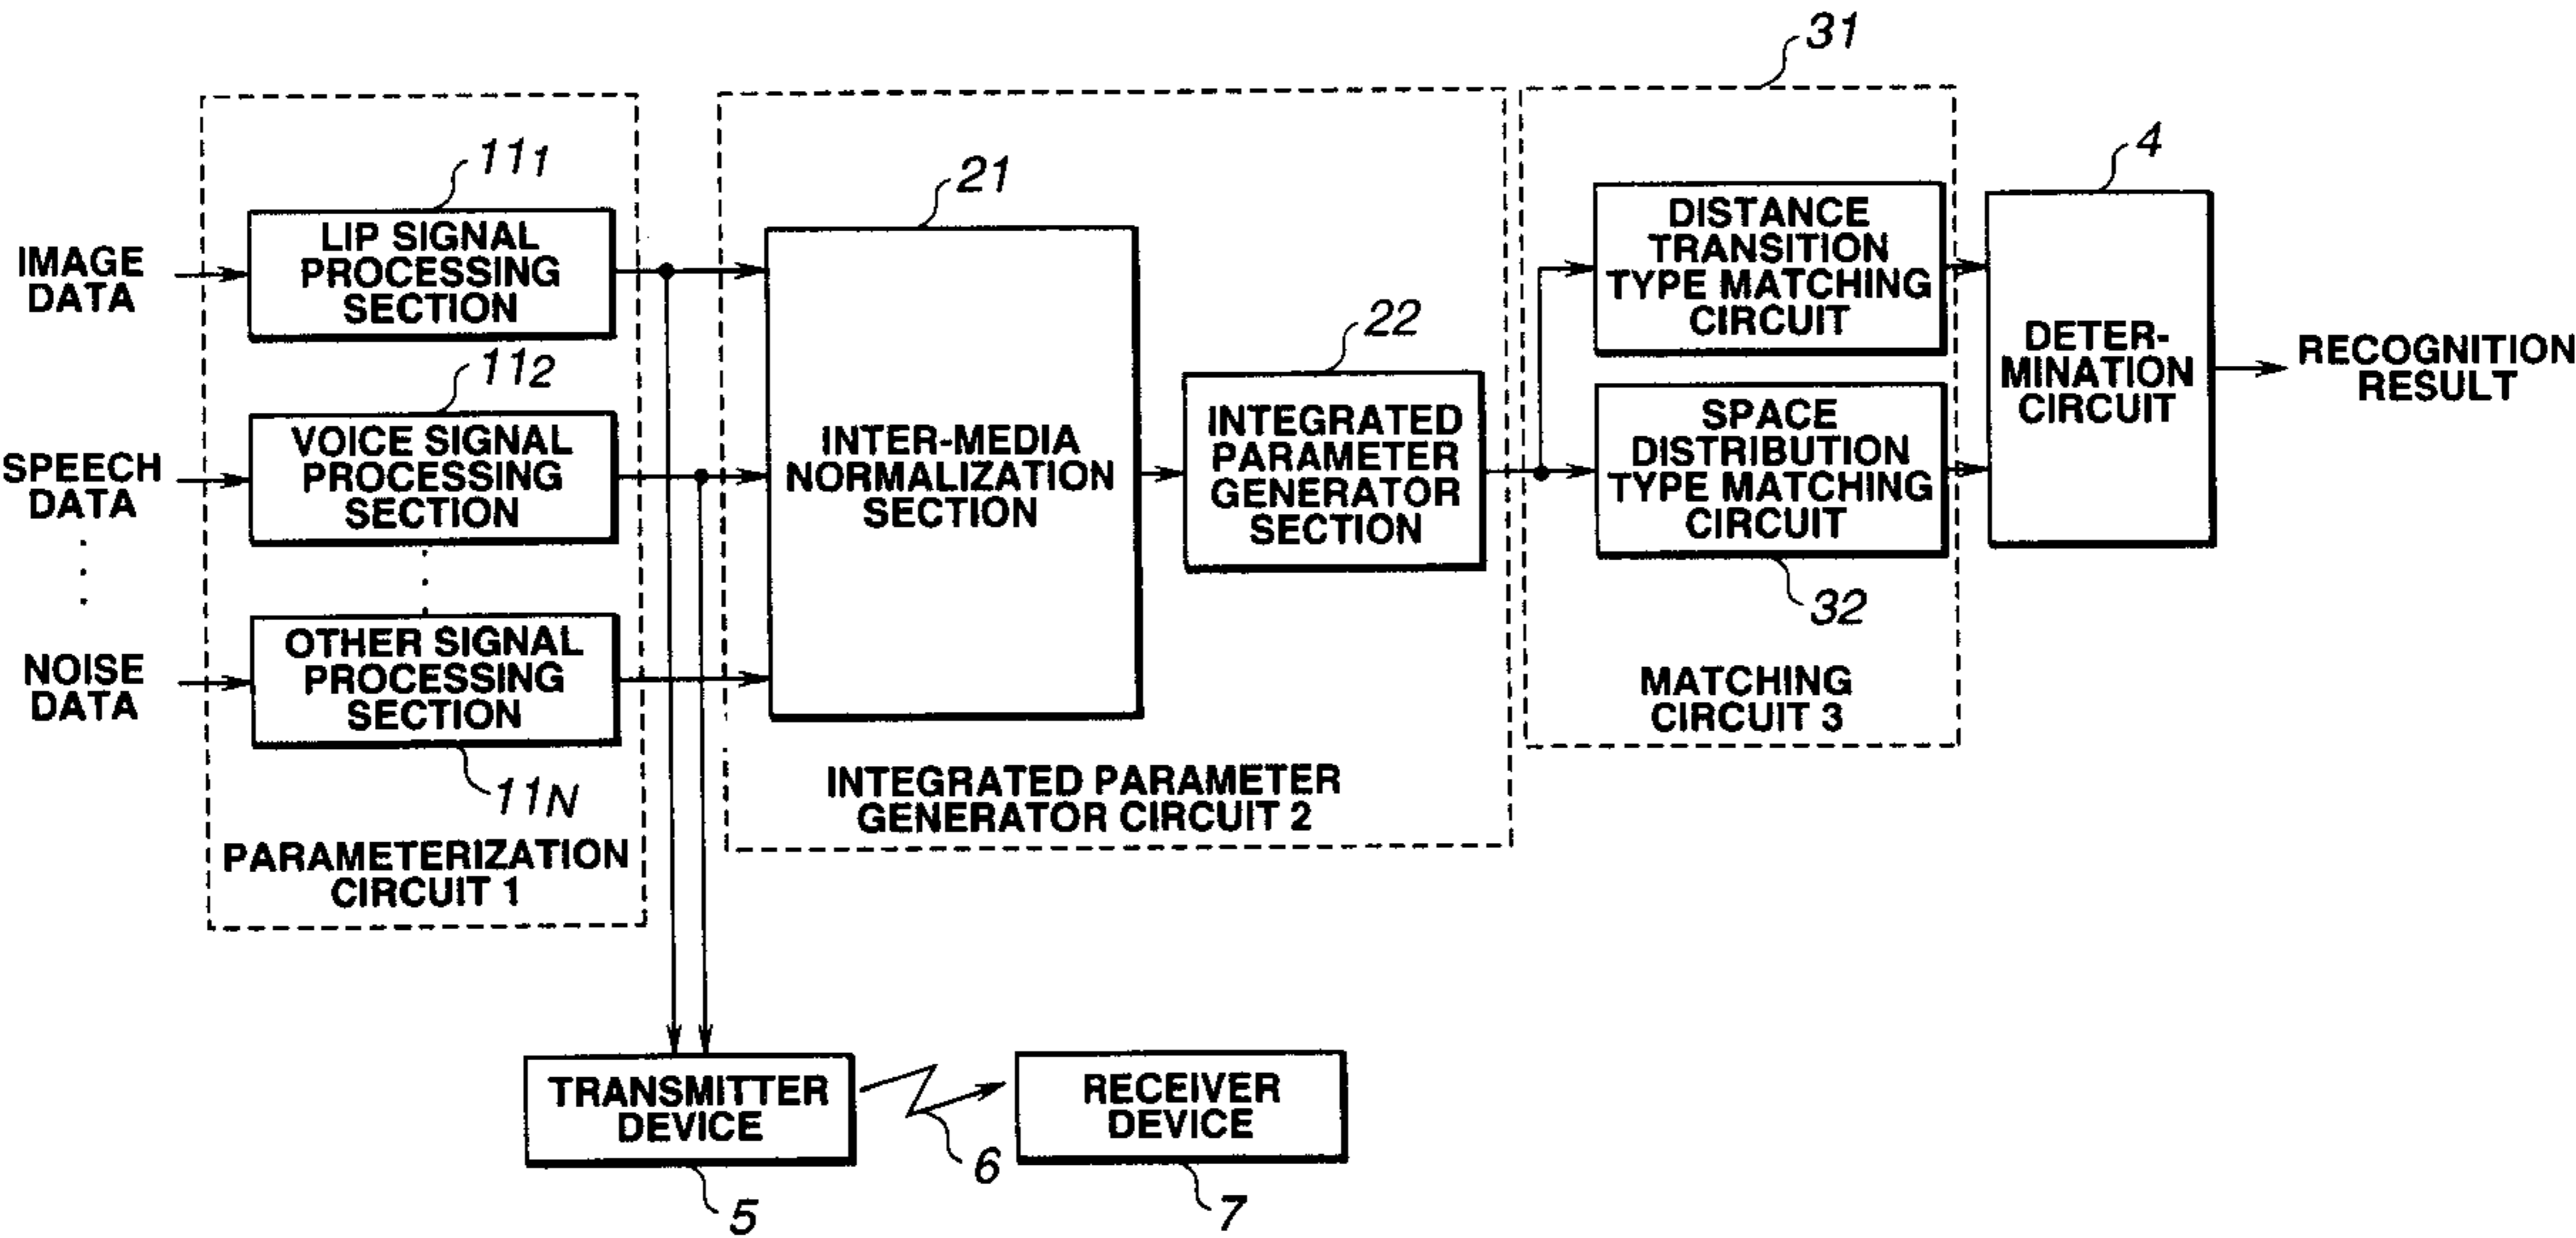 31
11₁
21
4
IMAGE
DATA
LIP SIGNAL
PROCESSING
SECTION
DISTANCE
TRANSITION
TYPE MATCHING
CIRCUIT
22
11₂
SPEECH
DATA
VOICE SIGNAL
PROCESSING
SECTION
INTER-MEDIA
NORMALIZATION
SECTION
INTEGRATED
PARAMETER
GENERATOR
SECTION
SPACE
DISTRIBUTION
TYPE MATCHING
CIRCUIT
DETER-
MINATION
CIRCUIT
RECOGNITION
RESULT
32
NOISE
DATA
OTHER SIGNAL
PROCESSING
SECTION
11N
MATCHING
CIRCUIT 3
INTEGRATED PARAMETER
GENERATOR CIRCUIT 2
PARAMETERIZATION
CIRCUIT 1
TRANSMITTER
DEVICE
RECEIVER
DEVICE
5
6
7